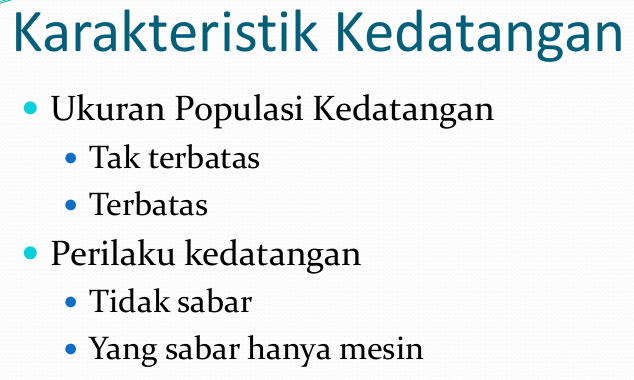 Karakteristik Kedatangan
Ukuran Populasi Kedatangan
Tak terbatas
Terbatas
Perilaku kedatangan
Tidak sabar
Yang sabar hanya mesin